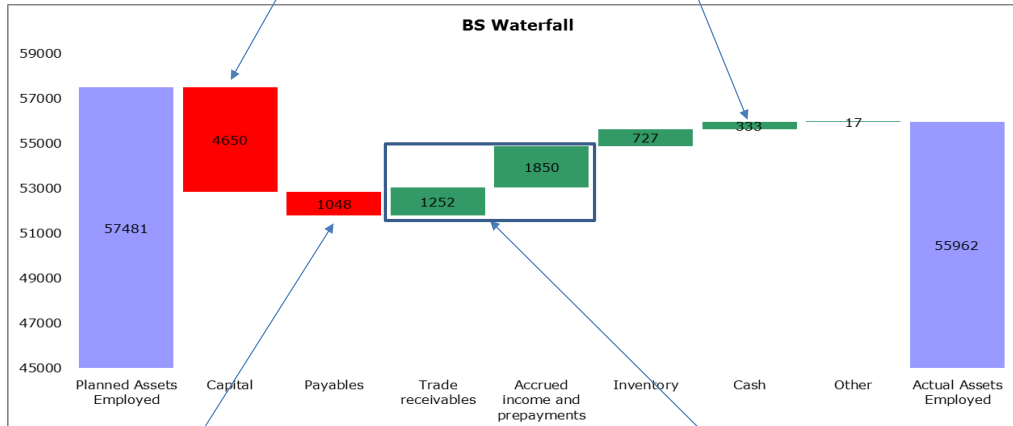 BS Waterfall
59000
57000
55000
53000
51000
49000
47000
45000
57481
4650
1048
1252
1850
727
333
17
55962
Planned Assets
Employed
Capital
Payables
Trade
receivables
Accrued
income and
prepayments
Inventory
Cash
Other
Actual Assets
Employed